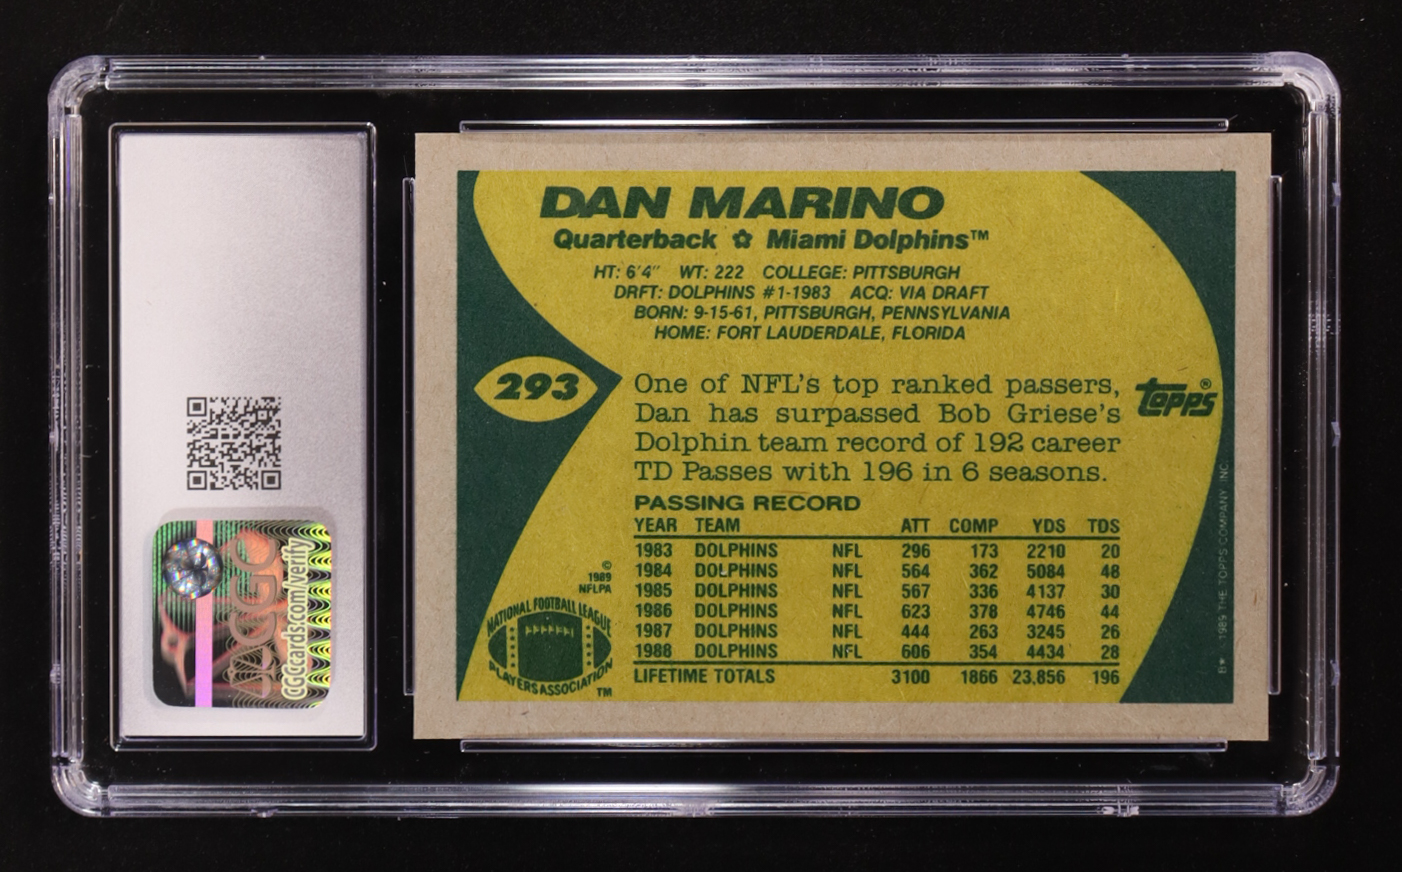 DAN MARINO
Quarterback ✿ Miami Dolphins™
HT: 6'4" WT: 222 COLLEGE: PITTSBURGH
DRFT: DOLPHINS #1-1983 ACQ: VIA DRAFT
BORN: 9-15-61, PITTSBURGH, PENNSYLVANIA
HOME: FORT LAUDERDALE, FLORIDA
293
One of NFL's top ranked passers,
Dan has surpassed Bob Griese's
Dolphin team record of 192 career
TD Passes with 196 in 6 seasons.
topps®
PASSING RECORD
YEAR TEAM ATT COMP YDS TDS
1983 DOLPHINS NFL 296 173 2210 20
1984 DOLPHINS NFL 564 362 5084 48
1985 DOLPHINS NFL 567 336 4137 30
1986 DOLPHINS NFL 623 378 4746 44
1987 DOLPHINS NFL 444 263 3245 26
1988 DOLPHINS NFL 606 354 4434 28
LIFETIME TOTALS 3100 1866 23,856 196
©
1989
NFLPA
NATIONAL FOOTBALL LEAGUE
PLAYERS ASSOCIATION
™
B* 1989 THE TOPPS COMPANY, INC.
CGC
CGCcards.com/verify